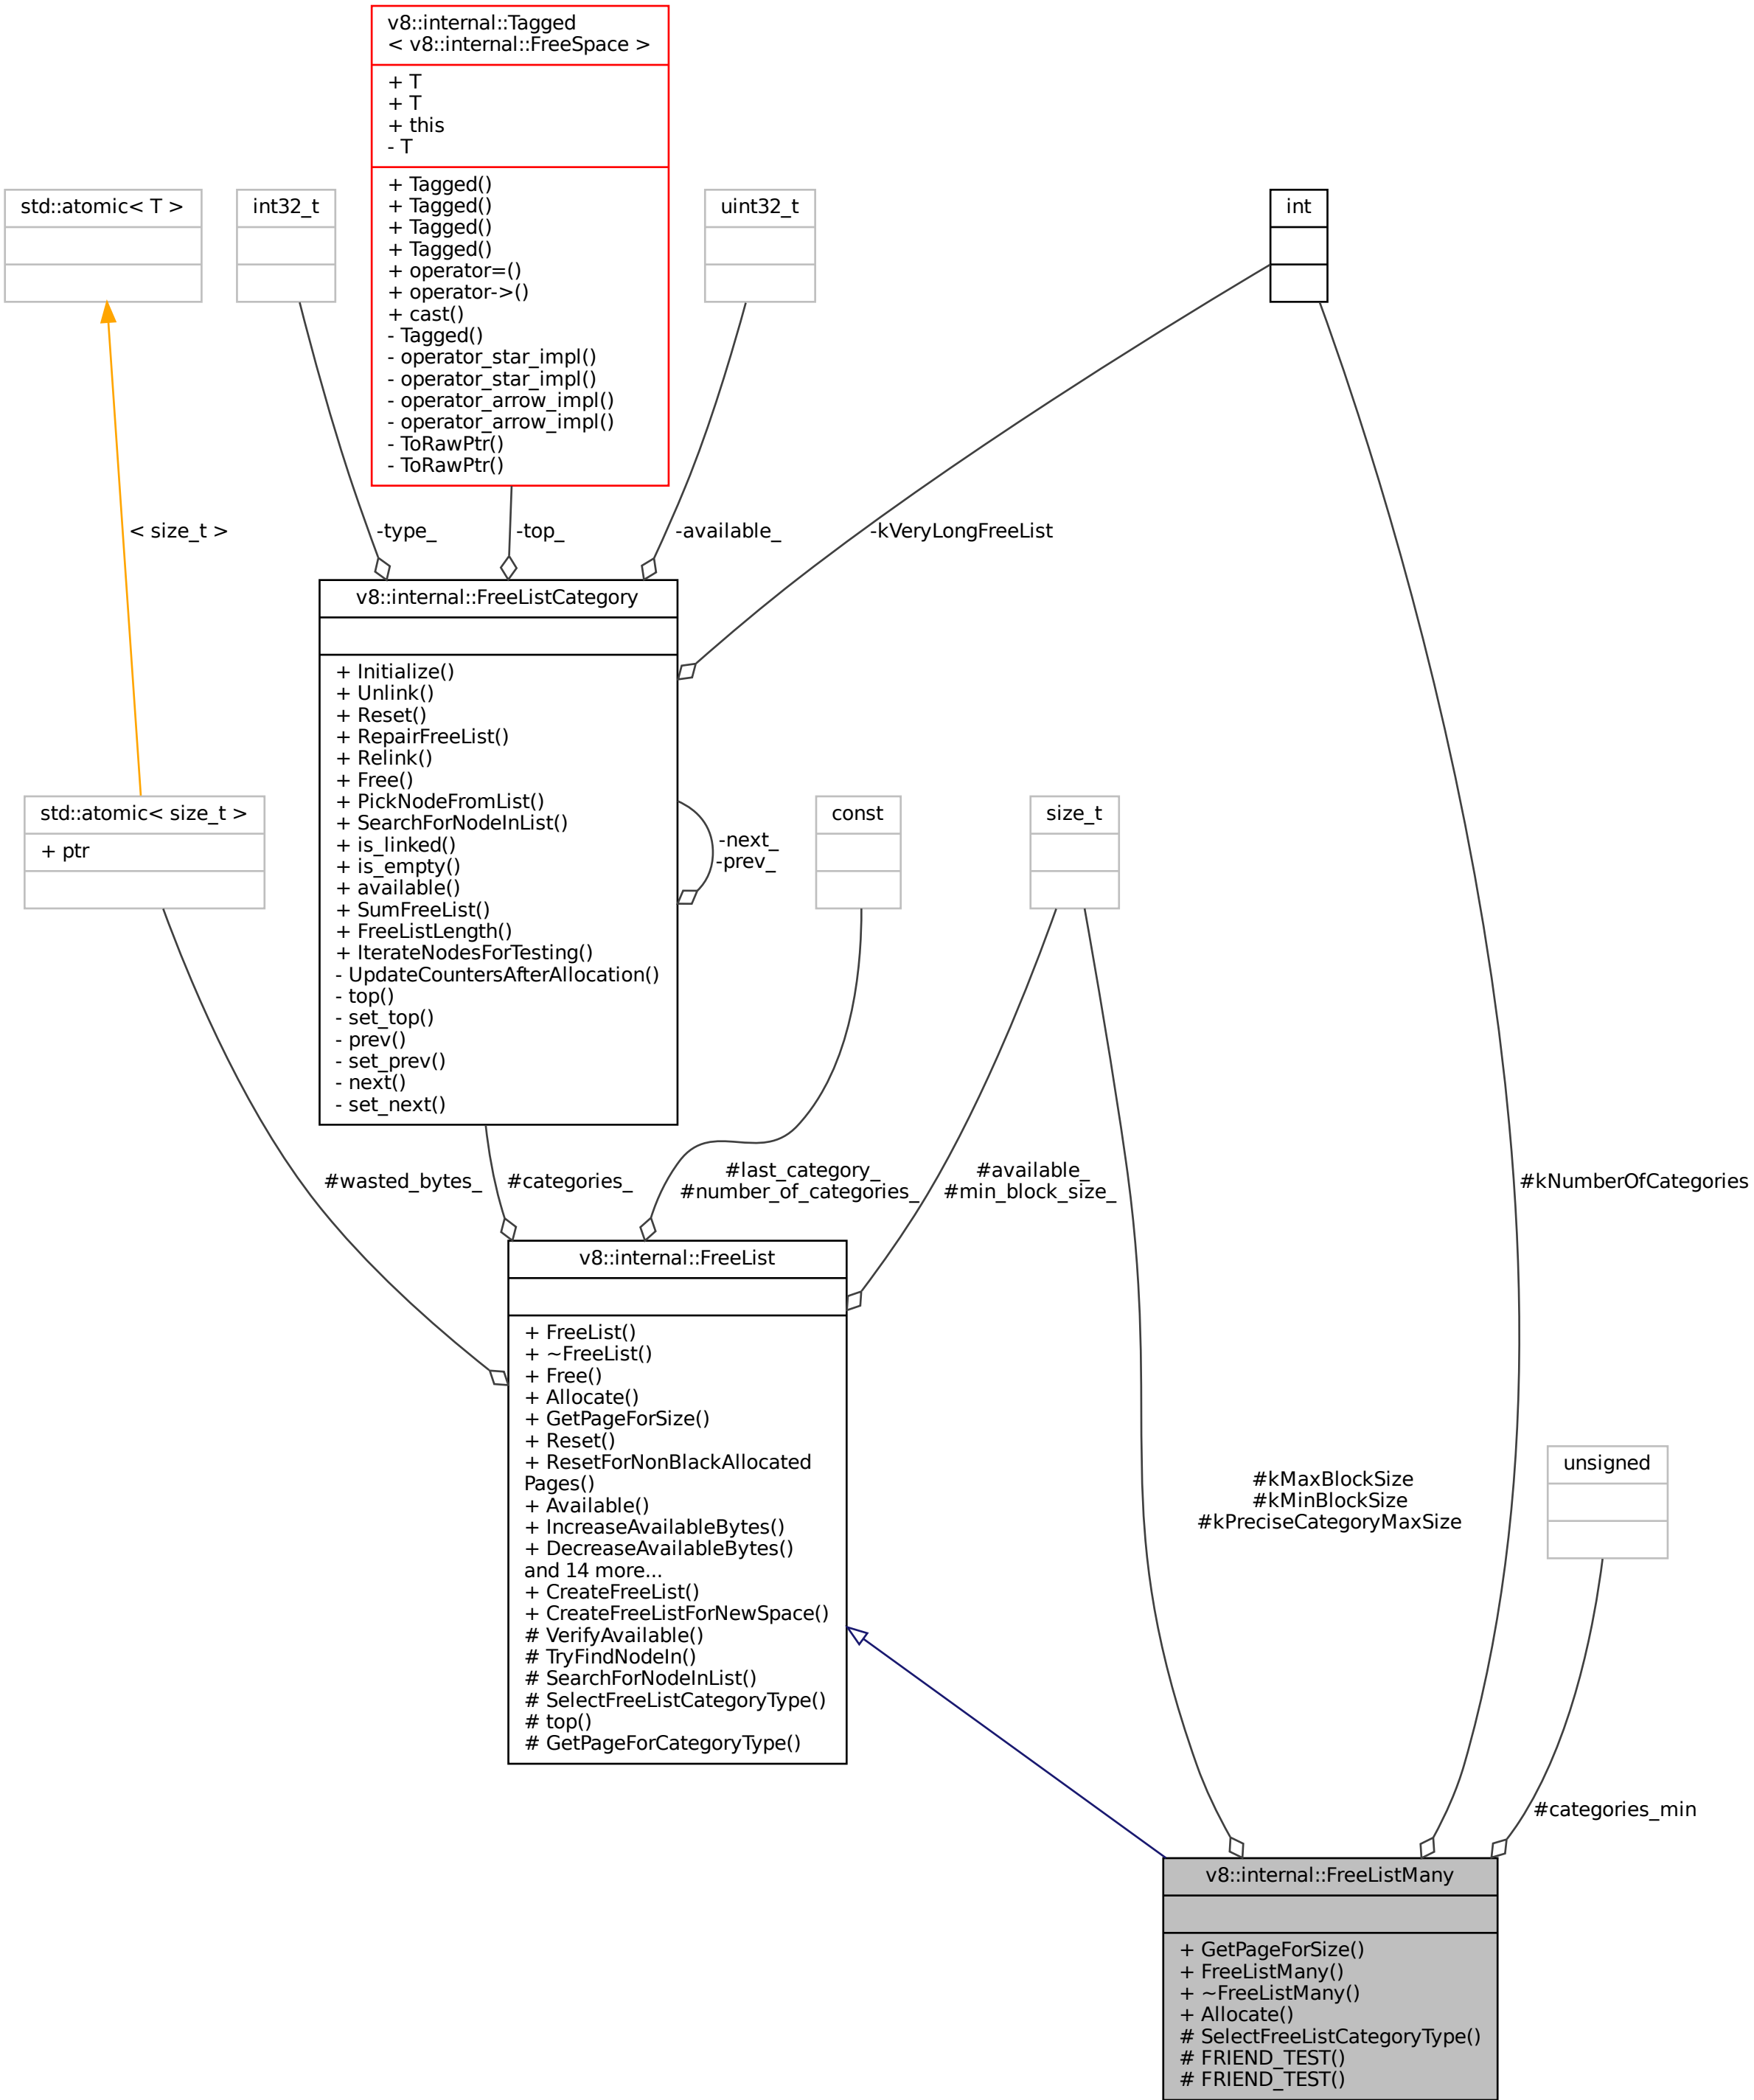 v8::internal::Tagged
< v8::internal::FreeSpace >
+ T
+ T
+ this
- T
+ Tagged()
+ Tagged()
+ Tagged()
+ Tagged()
+ operator=()
+ operator->()
+ cast()
- Tagged()
- operator_star_impl()
- operator_star_impl()
- operator_arrow_impl()
- operator_arrow_impl()
- ToRawPtr()
- ToRawPtr()
std::atomic< T >
int32_t
uint32_t
int
< size_t >
-type_
-top_
-available_
-kVeryLongFreeList
v8::internal::FreeListCategory
+ Initialize()
+ Unlink()
+ Reset()
+ RepairFreeList()
+ Relink()
+ Free()
+ PickNodeFromList()
+ SearchForNodeInList()
+ is_linked()
+ is_empty()
+ available()
+ SumFreeList()
+ FreeListLength()
+ IterateNodesForTesting()
- UpdateCountersAfterAllocation()
- top()
- set_top()
- prev()
- set_prev()
- next()
- set_next()
-next_
-prev_
std::atomic< size_t >
+ ptr
const
size_t
#wasted_bytes_
#categories_
#last_category_
#number_of_categories_
#available_
#min_block_size_
#kNumberOfCategories
v8::internal::FreeList
+ FreeList()
+ ~FreeList()
+ Free()
+ Allocate()
+ GetPageForSize()
+ Reset()
+ ResetForNonBlackAllocated
Pages()
+ Available()
+ IncreaseAvailableBytes()
+ DecreaseAvailableBytes()
and 14 more...
+ CreateFreeList()
+ CreateFreeListForNewSpace()
# VerifyAvailable()
# TryFindNodeIn()
# SearchForNodeInList()
# SelectFreeListCategoryType()
# top()
# GetPageForCategoryType()
#kMaxBlockSize
#kMinBlockSize
#kPreciseCategoryMaxSize
unsigned
#categories_min
v8::internal::FreeListMany
+ GetPageForSize()
+ FreeListMany()
+ ~FreeListMany()
+ Allocate()
# SelectFreeListCategoryType()
# FRIEND_TEST()
# FRIEND_TEST()